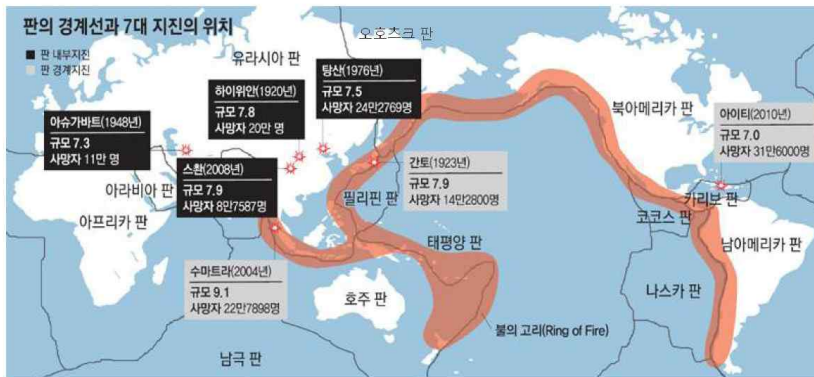 판의 경계선과 7대 지진의 위치
■ 판 내부지진
■ 판 경계지진
오호츠크 판
유라시아 판
탕산(1976년)
규모 7.5
사망자 24만2769명
하이위안(1920년)
규모 7.8
사망자 20만 명
북아메리카 판
아이티(2010년)
규모 7.0
사망자 31만6000명
아슈가바트(1948년)
규모 7.3
사망자 11만 명
간토(1923년)
규모 7.9
사망자 14만2800명
스촨(2008년)
규모 7.9
사망자 8만7587명
아라비아 판
필리핀 판
카리브 판
코코스 판
아프리카 판
태평양 판
남아메리카 판
수마트라(2004년)
규모 9.1
사망자 22만7898명
호주 판
나스카 판
불의 고리(Ring of Fire)
남극 판